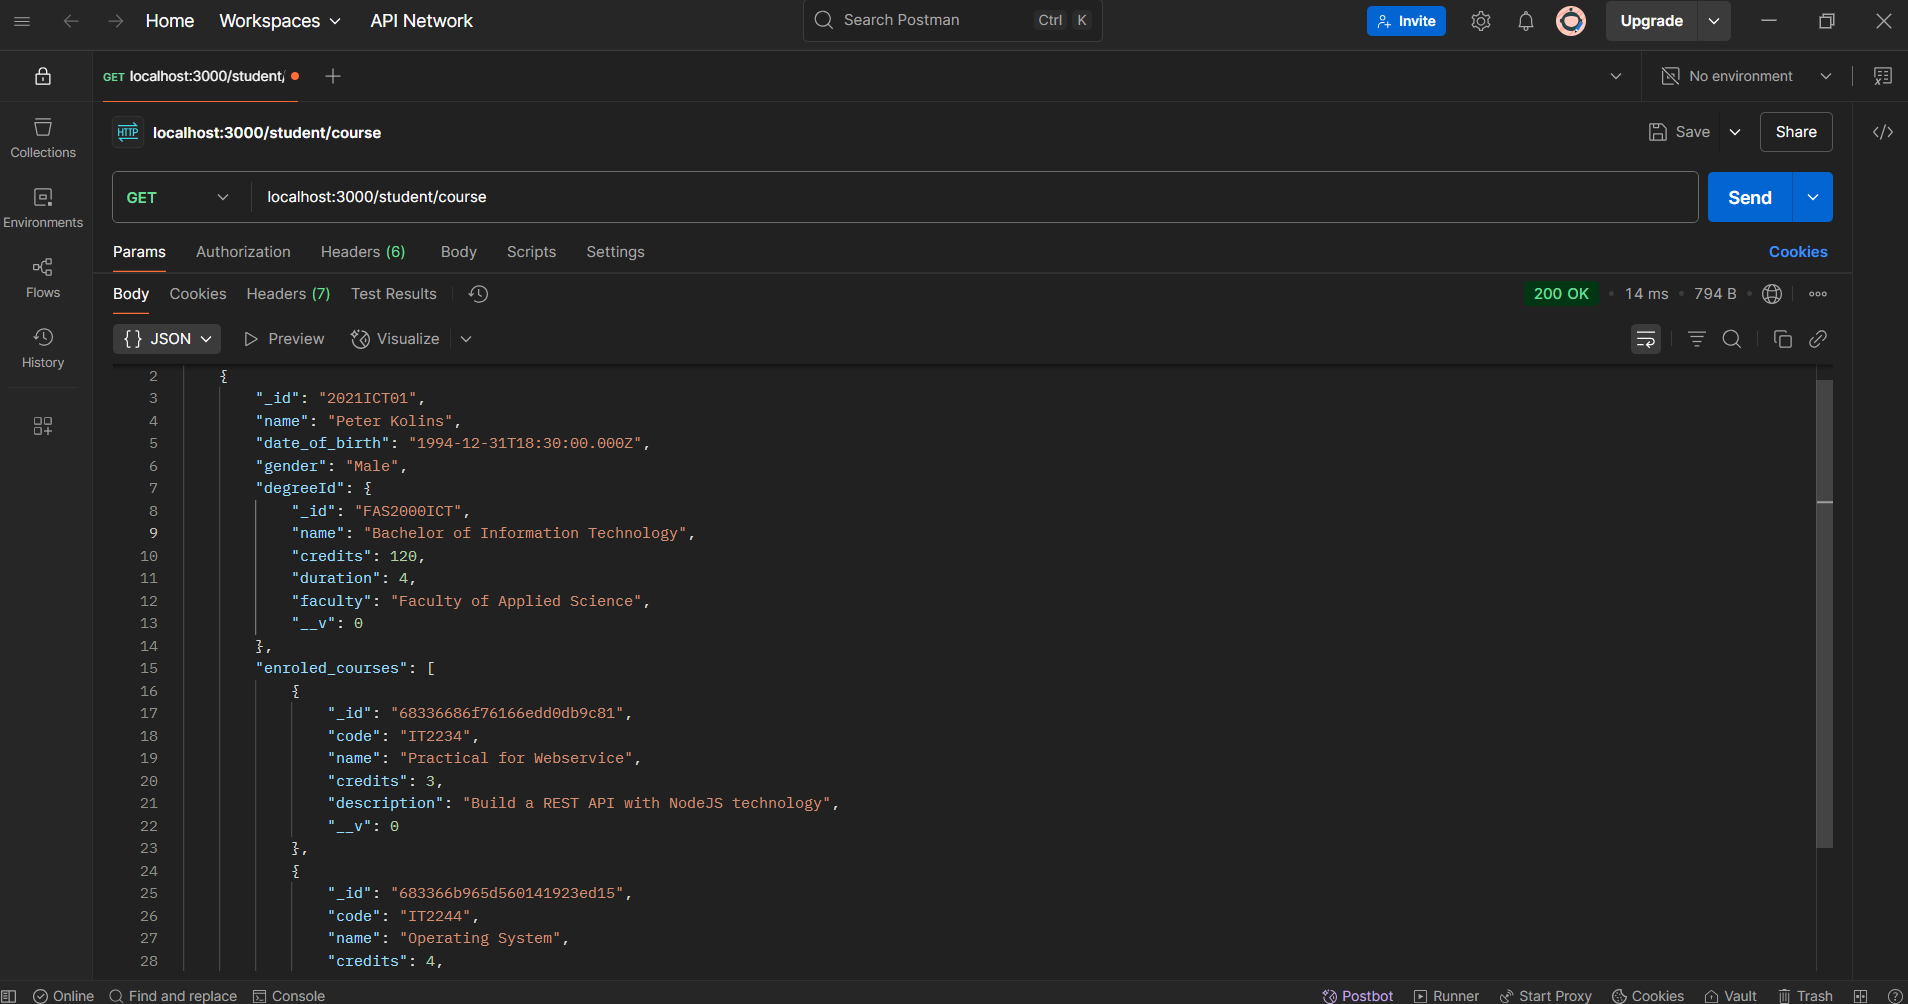 Home Workspaces API Network Search Postman Ctrl K Invite Upgrade
GET localhost:3000/student/ No environment
HTTP localhost:3000/student/course Save Share
Collections
Environments
Flows
History
GET localhost:3000/student/course Send
Params Authorization Headers (6) Body Scripts Settings Cookies
Body Cookies Headers (7) Test Results 200 OK 14 ms 794 B
{} JSON Preview Visualize
2 {
3 "_id": "2021ICT01",
4 "name": "Peter Kolins",
5 "date_of_birth": "1994-12-31T18:30:00.000Z",
6 "gender": "Male",
7 "degreeId": {
8 "_id": "FAS2000ICT",
9 "name": "Bachelor of Information Technology",
10 "credits": 120,
11 "duration": 4,
12 "faculty": "Faculty of Applied Science",
13 "__v": 0
14 },
15 "enroled_courses": [
16 {
17 "_id": "68336686f76166edd0db9c81",
18 "code": "IT2234",
19 "name": "Practical for Webservice",
20 "credits": 3,
21 "description": "Build a REST API with NodeJS technology",
22 "__v": 0
23 },
24 {
25 "_id": "683366b965d560141923ed15",
26 "code": "IT2244",
27 "name": "Operating System",
28 "credits": 4,
Online Find and replace Console Postbot Runner Start Proxy Cookies Vault Trash